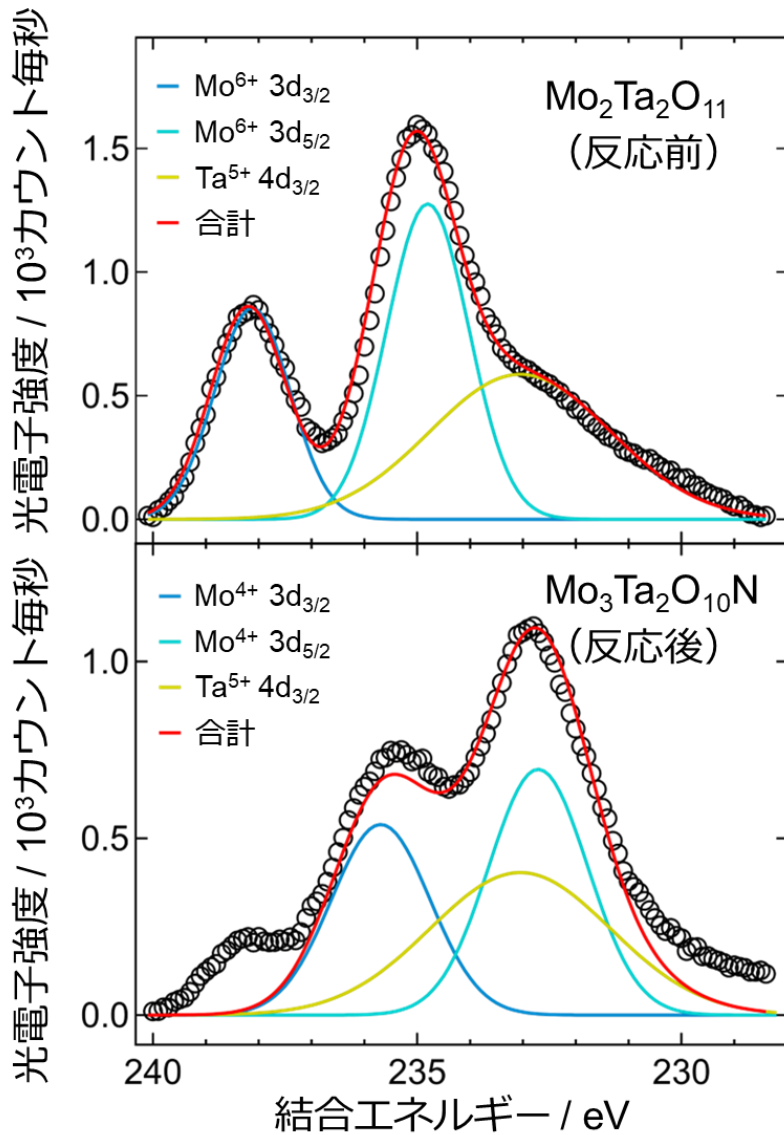 光電子強度 / 10³カウント毎秒
1.5
1.0
0.5
0.0
Mo⁶⁺ 3d₃/₂
Mo⁶⁺ 3d₅/₂
Ta⁵⁺ 4d₃/₂
合計
Mo₂Ta₂O₁₁
（反応前）
光電子強度 / 10³カウント毎秒
1.0
0.5
0.0
Mo⁴⁺ 3d₃/₂
Mo⁴⁺ 3d₅/₂
Ta⁵⁺ 4d₃/₂
合計
Mo₃Ta₂O₁₀N
（反応後）
240 235 230
結合エネルギー / eV